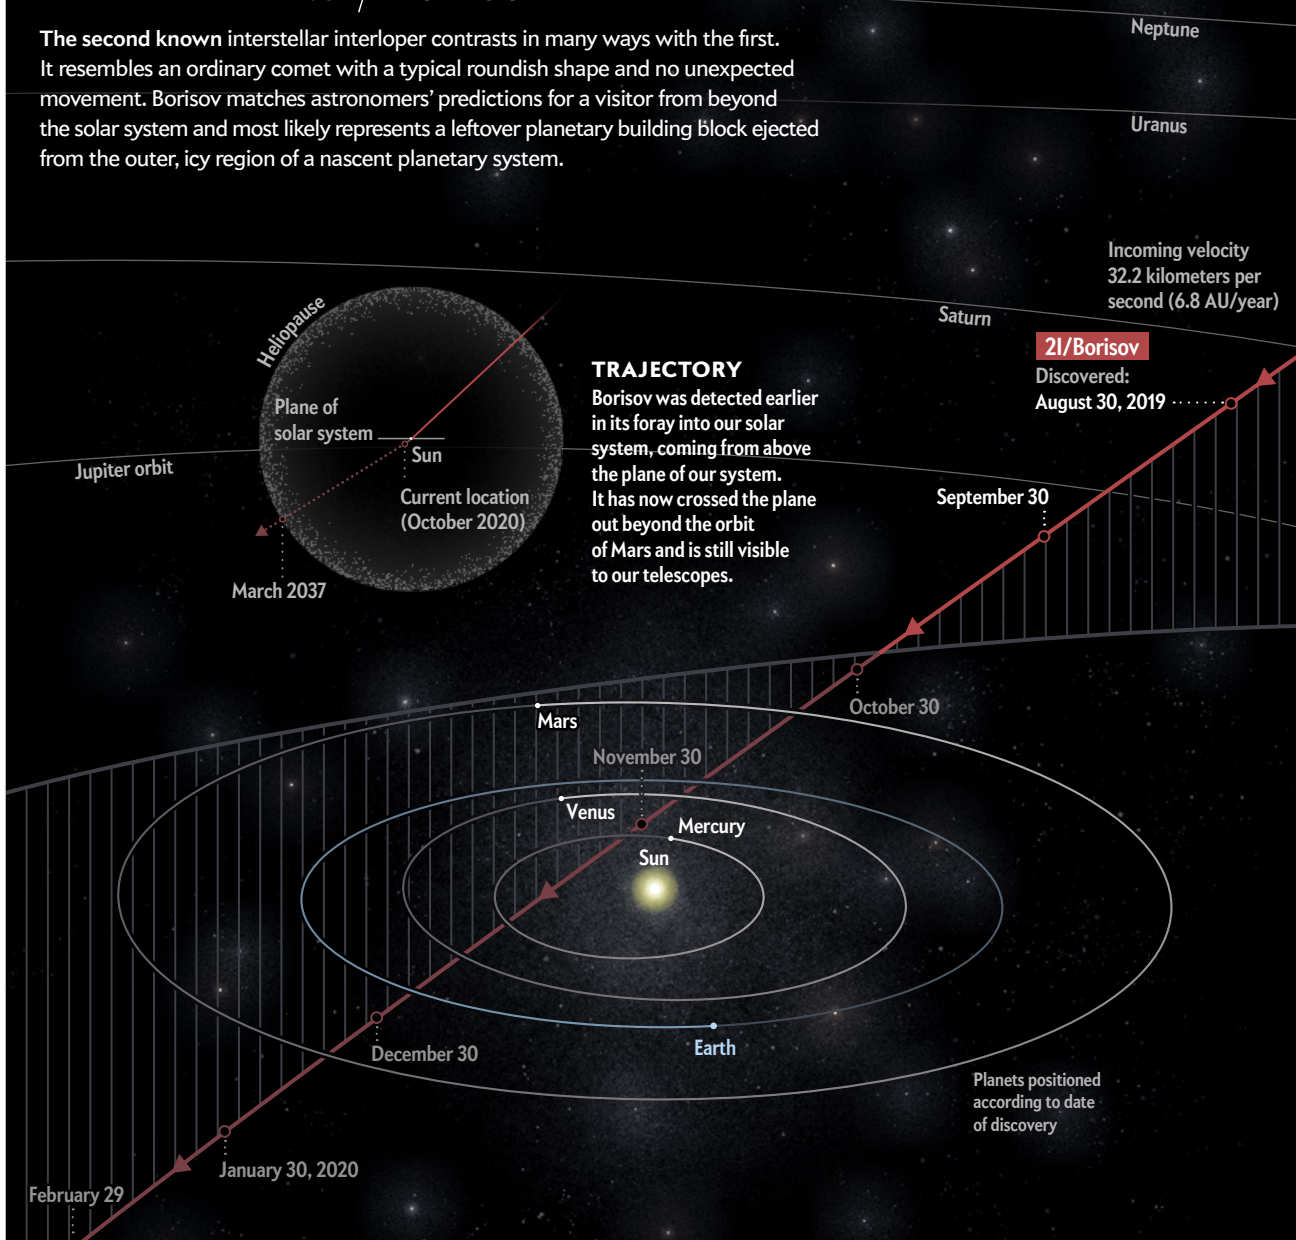 The second known interstellar interloper contrasts in many ways with the first.
It resembles an ordinary comet with a typical roundish shape and no unexpected
movement. Borisov matches astronomers’ predictions for a visitor from beyond
the solar system and most likely represents a leftover planetary building block ejected
from the outer, icy region of a nascent planetary system.
Neptune
Uranus
Incoming velocity
32.2 kilometers per
second (6.8 AU/year)
Saturn
2I/Borisov
Discovered:
August 30, 2019
Heliopause
Plane of
solar system
Sun
Current location
(October 2020)
March 2037
Jupiter orbit
TRAJECTORY
Borisov was detected earlier
in its foray into our solar
system, coming from above
the plane of our system.
It has now crossed the plane
out beyond the orbit
of Mars and is still visible
to our telescopes.
September 30
October 30
Mars
November 30
Venus
Mercury
Sun
December 30
Earth
Planets positioned
according to date
of discovery
January 30, 2020
February 29